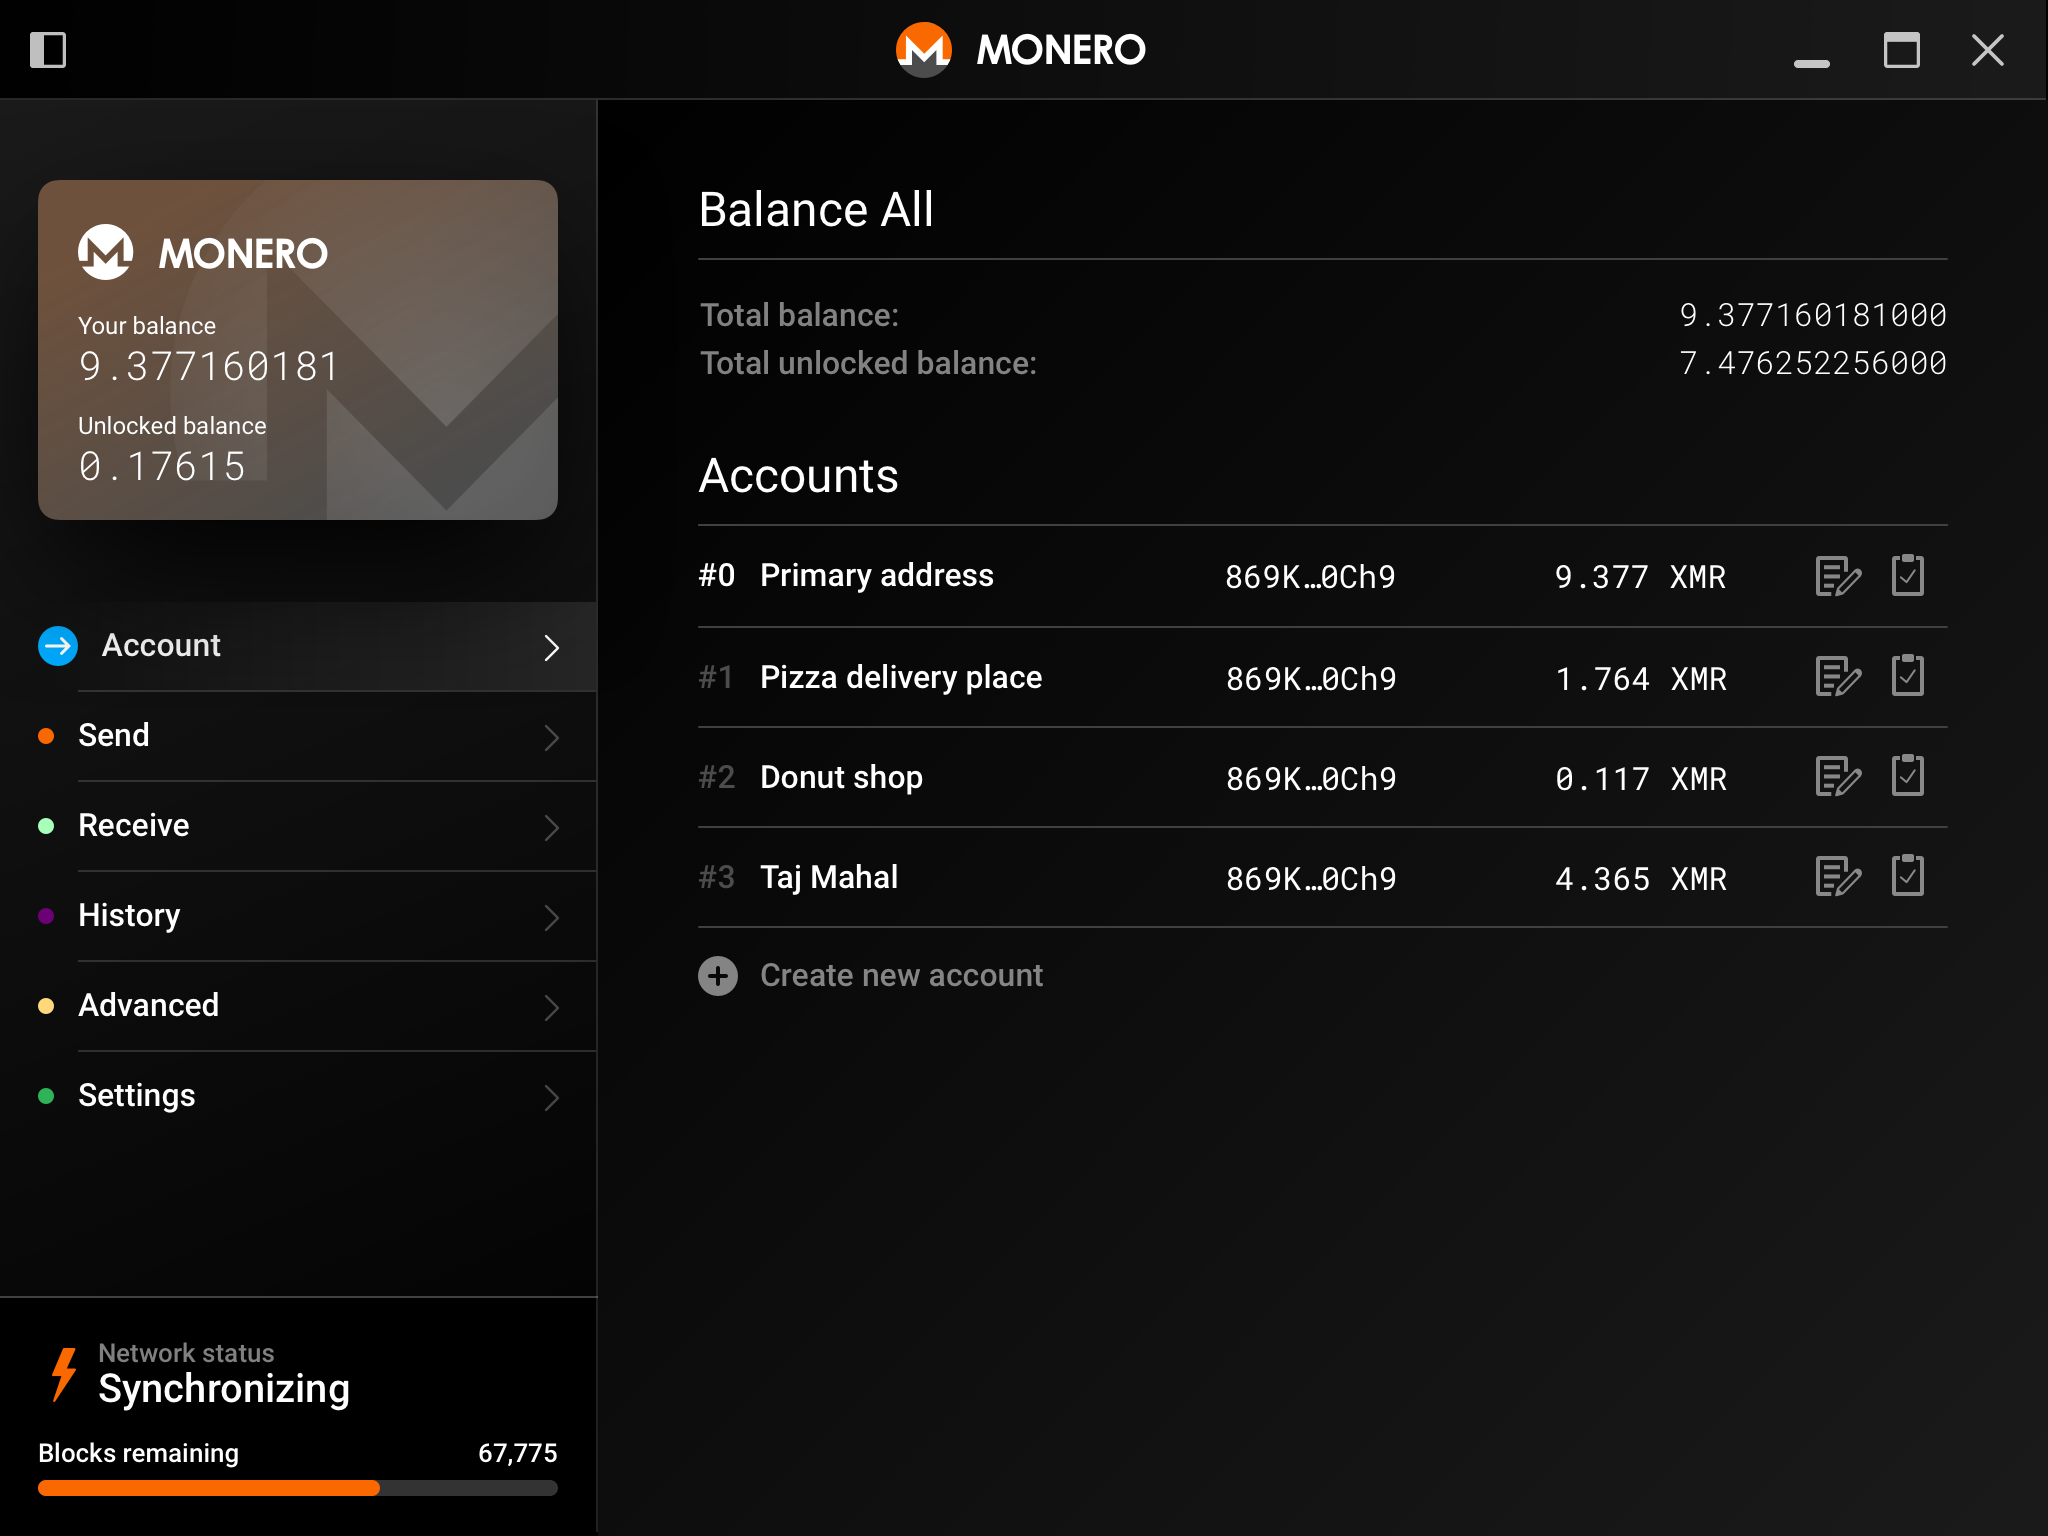 MONERO
MONERO
Your balance
9.377160181
Unlocked balance
0.17615
Account
Send
Receive
History
Advanced
Settings
Network status
Synchronizing
Blocks remaining 67,775
Balance All
Total balance: 9.377160181000
Total unlocked balance: 7.476252256000
Accounts
#0 Primary address 869K…0Ch9 9.377 XMR
#1 Pizza delivery place 869K…0Ch9 1.764 XMR
#2 Donut shop 869K…0Ch9 0.117 XMR
#3 Taj Mahal 869K…0Ch9 4.365 XMR
Create new account